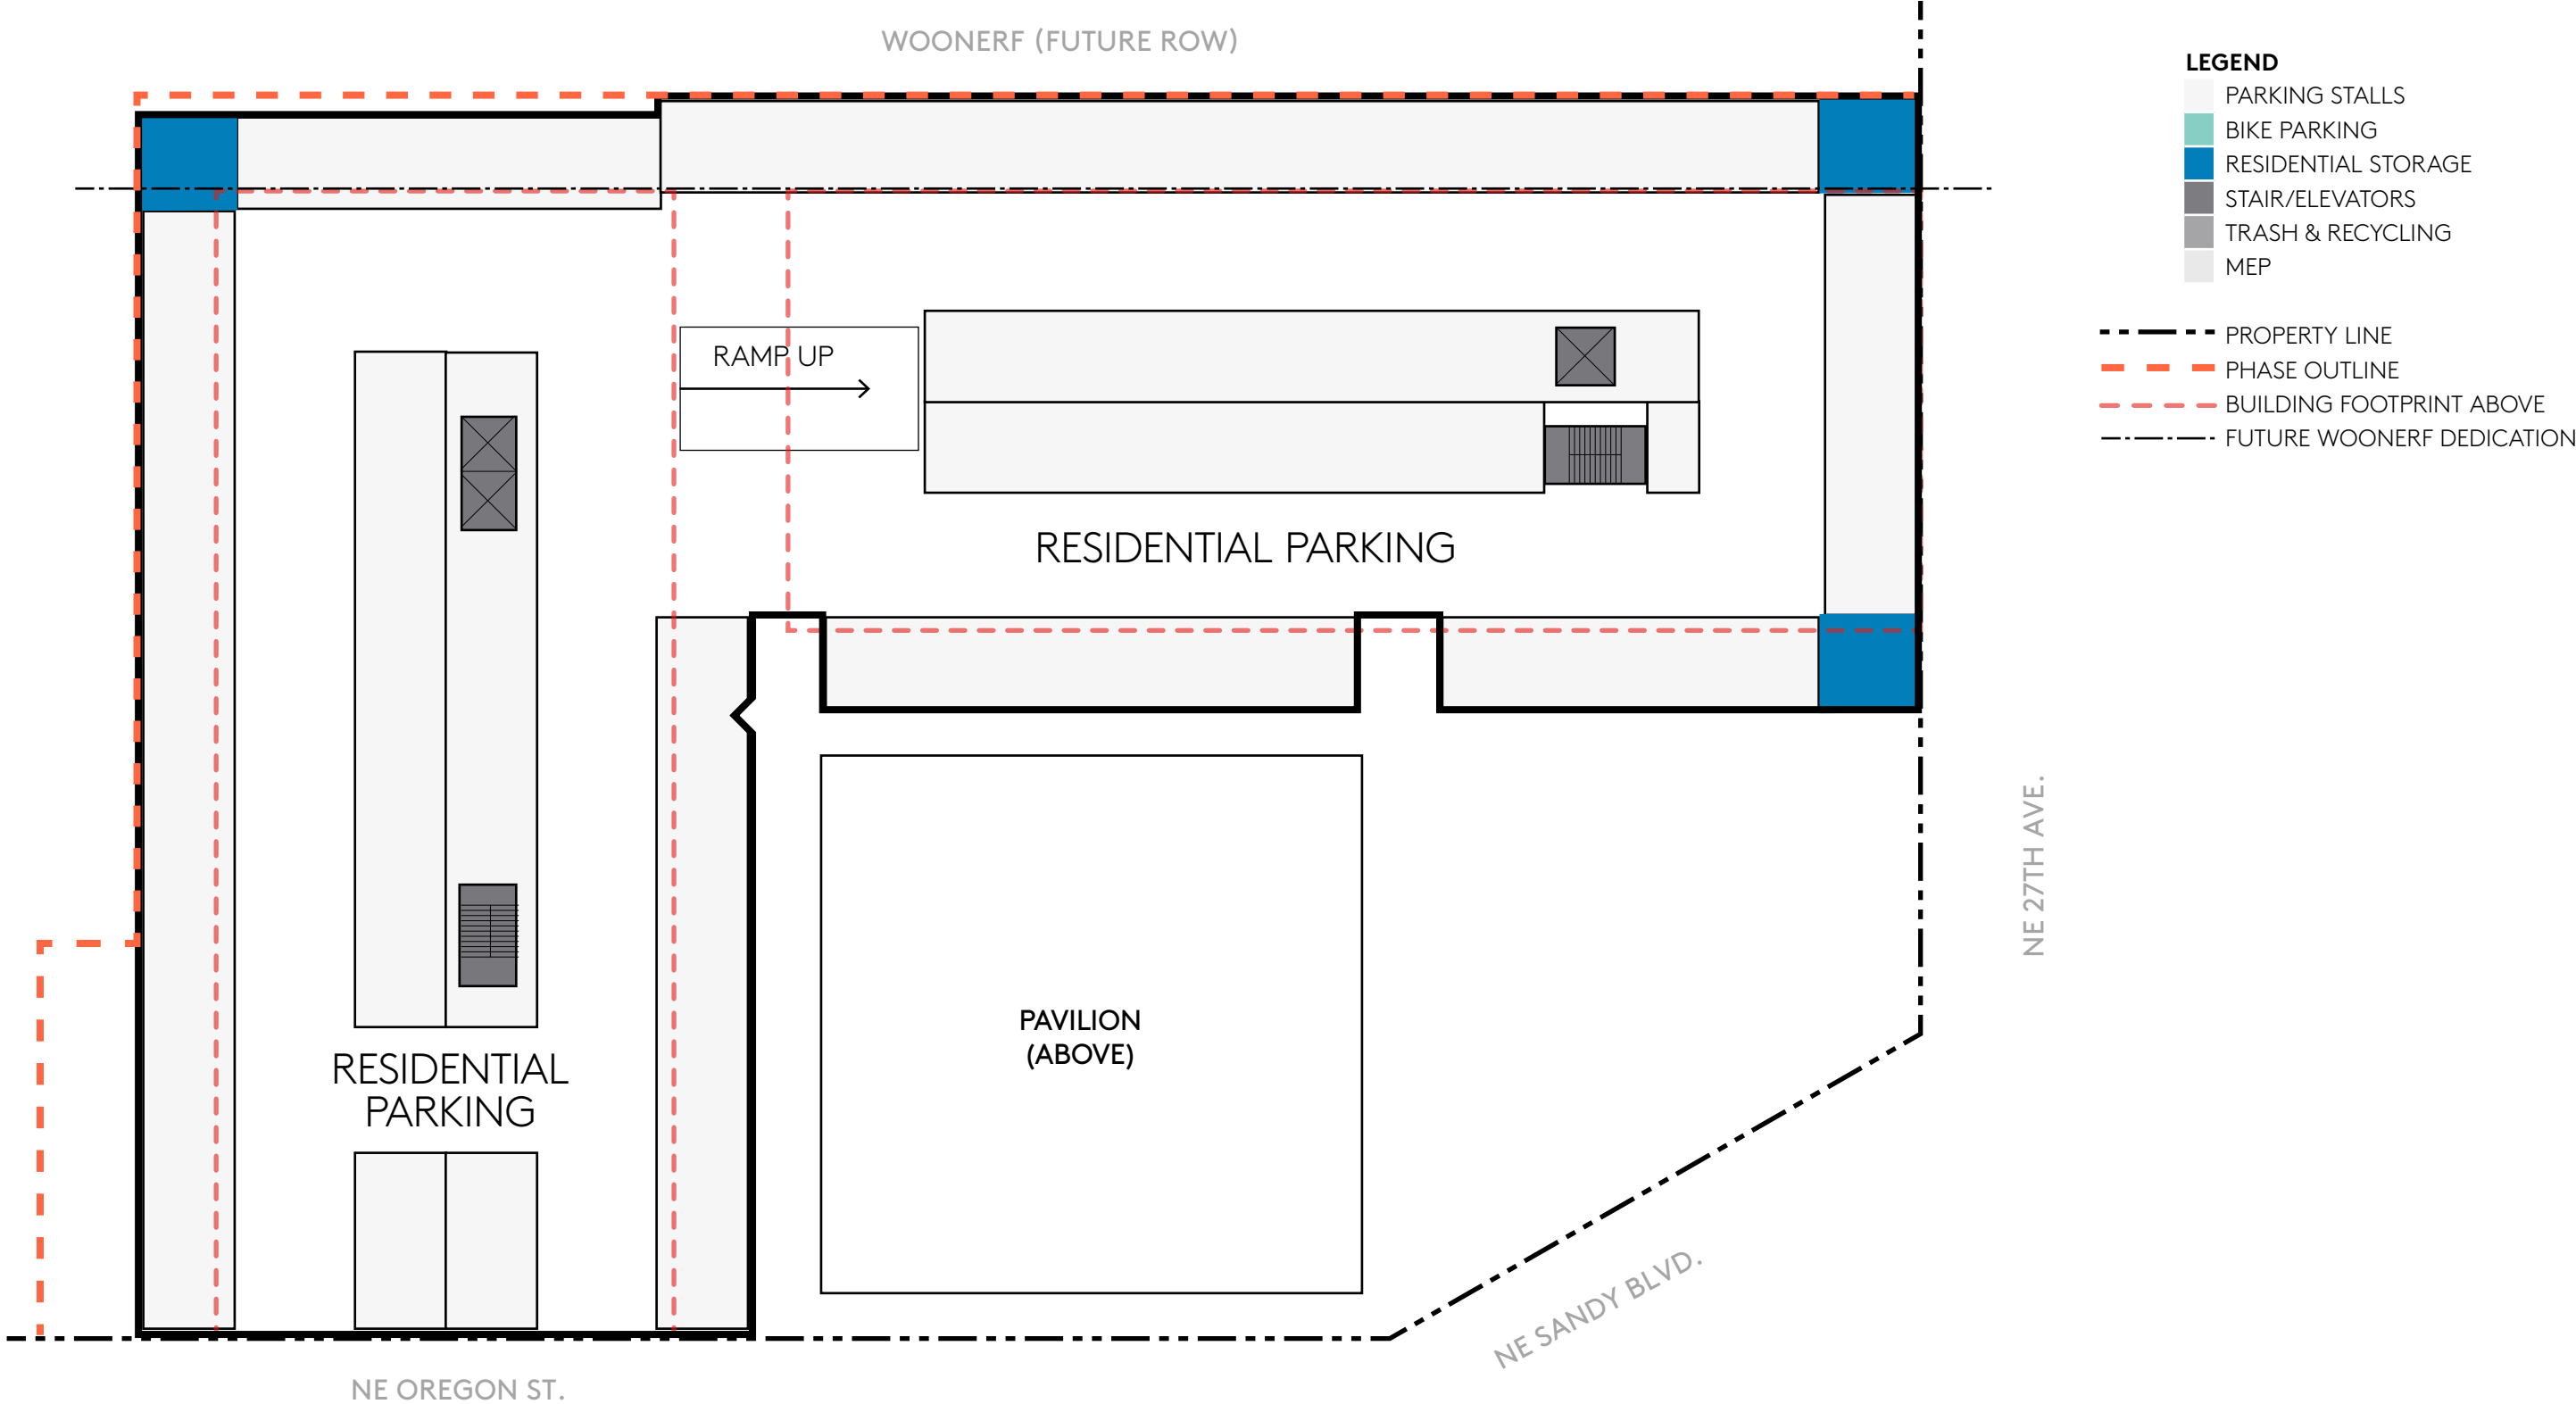 WOONERF (FUTURE ROW)
LEGEND
PARKING STALLS
BIKE PARKING
RESIDENTIAL STORAGE
STAIR/ELEVATORS
TRASH & RECYCLING
MEP
PROPERTY LINE
PHASE OUTLINE
BUILDING FOOTPRINT ABOVE
FUTURE WOONERF DEDICATION
RAMP UP
RESIDENTIAL PARKING
NE 27TH AVE.
PAVILION
(ABOVE)
RESIDENTIAL
PARKING
NE SANDY BLVD.
NE OREGON ST.